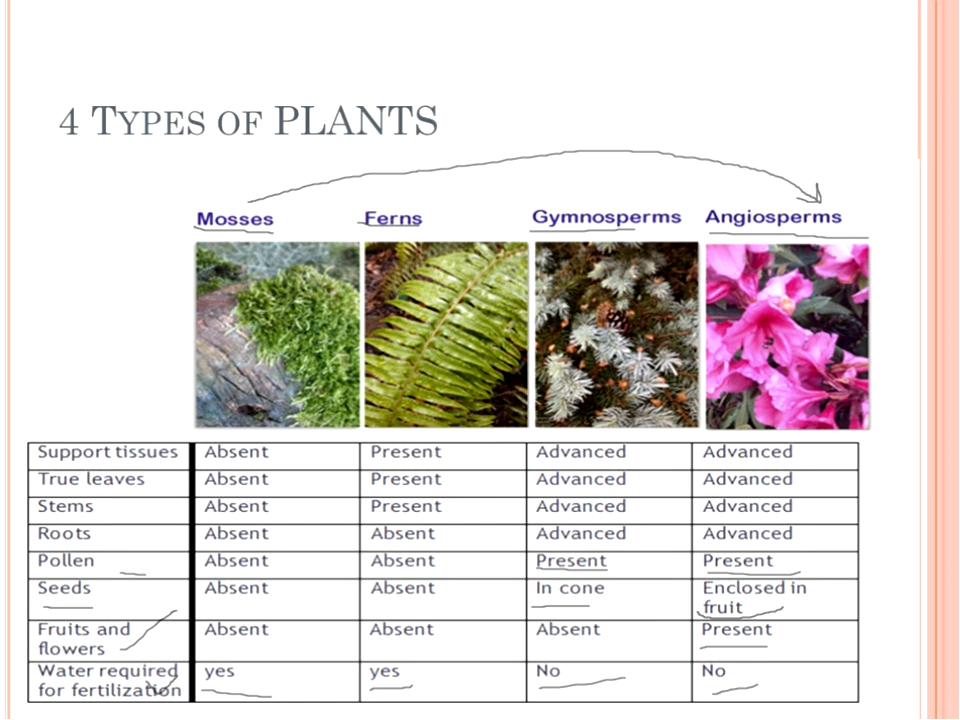 4 TYPES OF PLANTS
Mosses Ferns Gymnosperms Angiosperms
Support tissues Absent Present Advanced Advanced
True leaves Absent Present Advanced Advanced
Stems Absent Present Advanced Advanced
Roots Absent Absent Advanced Advanced
Pollen Absent Absent Present Present
Seeds Absent Absent In cone Enclosed in
fruit
Fruits and Absent Absent Absent Present
flowers
Water required yes yes No No
for fertilization